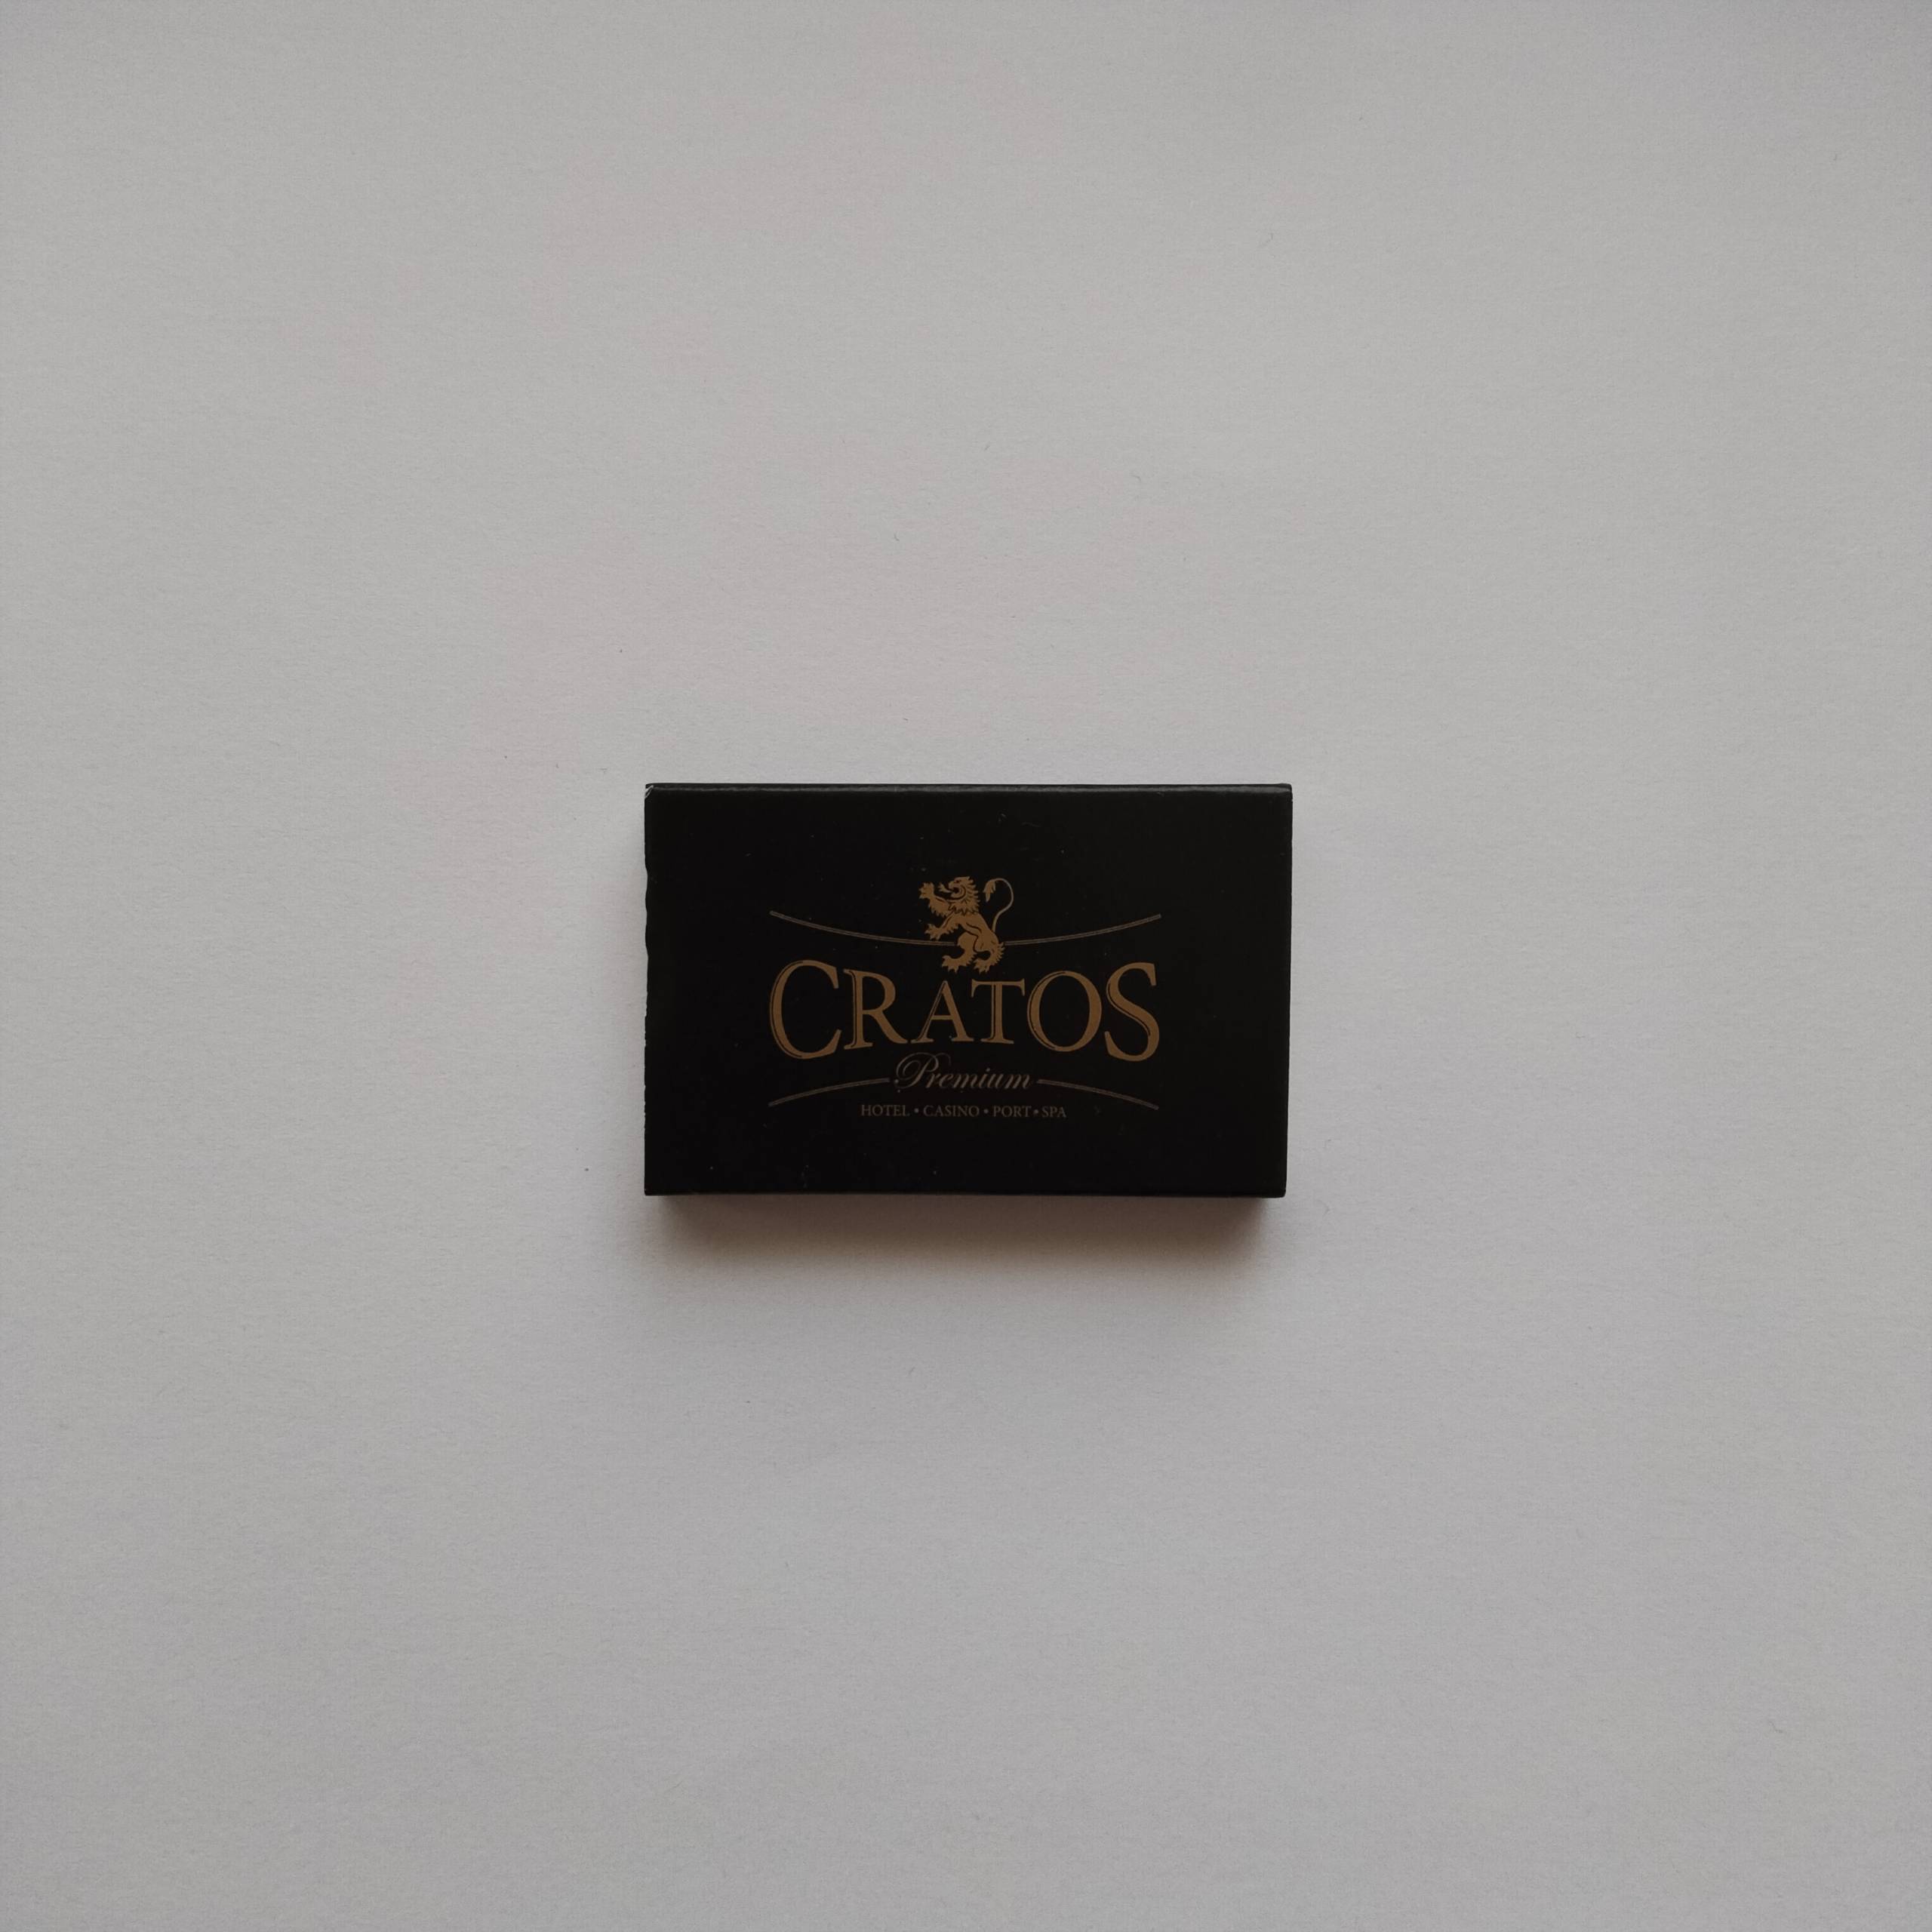 CRATOS
Premium
HOTEL • CASINO • PORT • SPA